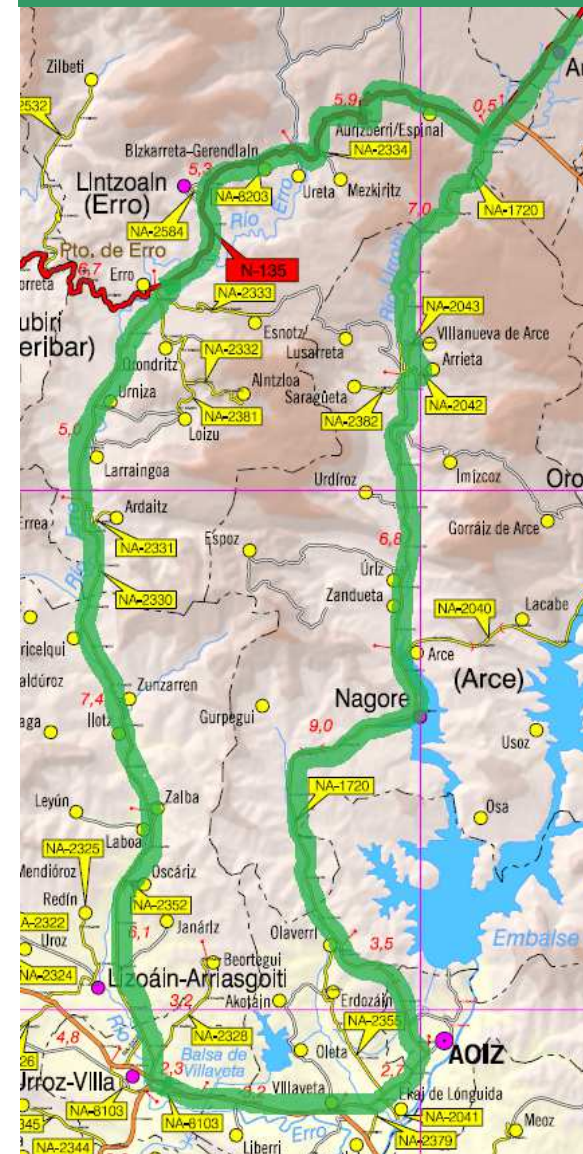 Zilbeti
2532
5,9
0,5
Aurizberri/Espinal
NA-2334
Bizkarreta-Gerendiain
5,3
Lintzoain
(Erro)
NA-8203
Ureta
Mezkiritz
Río
Erro
NA-1720
NA-2584
7,0
Pto. de Erro
N-135
6,7
Erro
NA-2333
NA-2043
Esnotz
Villanueva de Arce
Lusarreta
NA-2332
Arrieta
Orondritz
Aintzioa
Saragüeta
NA-2042
NA-2382
Urniza
NA-2381
Loizu
5,0
Larraingoa
Imízcoz
Urdíroz
Ardaitz
Gorráiz de Arce
NA-2331
Espoz
6,8
Úriz
NA-2330
Zandueta
Lacabe
NA-2040
Arce
(Arce)
Zunzarren
Nagore
7,4
Ilotz
Gurpegui
9,0
Usoz
NA-1720
Leyún
Zalba
Osa
Laboa
NA-2325
Mendióroz
Oscáriz
Redín
NA-2352
NA-2322
6,1
Janáriz
Olaverri
Uroz
Embalse
3,5
Beortegui
NA-2324
Lizoáin-Arriasgoiti
Akotáin
Erdozáin
3,2
NA-2355
Río
NA-2328
4,8
Balsa de
Villaveta
Oleta
AOIZ
Urroz-Villa
2,3
2,7
Villaveta
Ekai de Lónguida
NA-8103
NA-8103
Erro
NA-2041
NA-2379
Meoz
NA-2344
Liberri